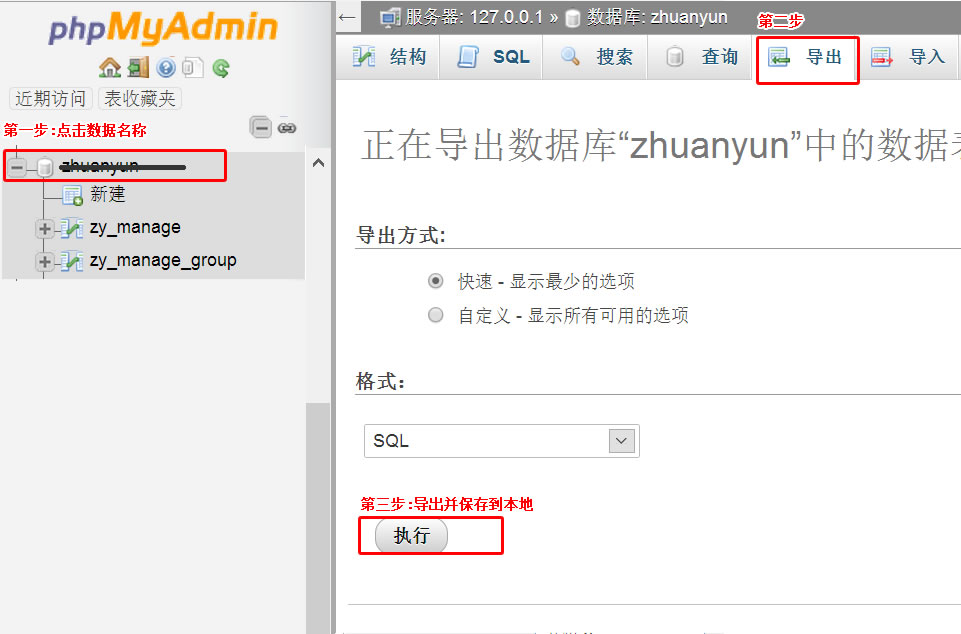 phpMyAdmin
近期访问 表收藏夹
第一步:点击数据名称
zhuanyun
新建
zy_manage
zy_manage_group
服务器: 127.0.0.1 » 数据库: zhuanyun
第二步
结构 SQL 搜索 查询 导出 导入
正在导出数据库“zhuanyun”中的数据
导出方式:
快速 - 显示最少的选项
自定义 - 显示所有可用的选项
格式:
SQL
第三步:导出并保存到本地
执行